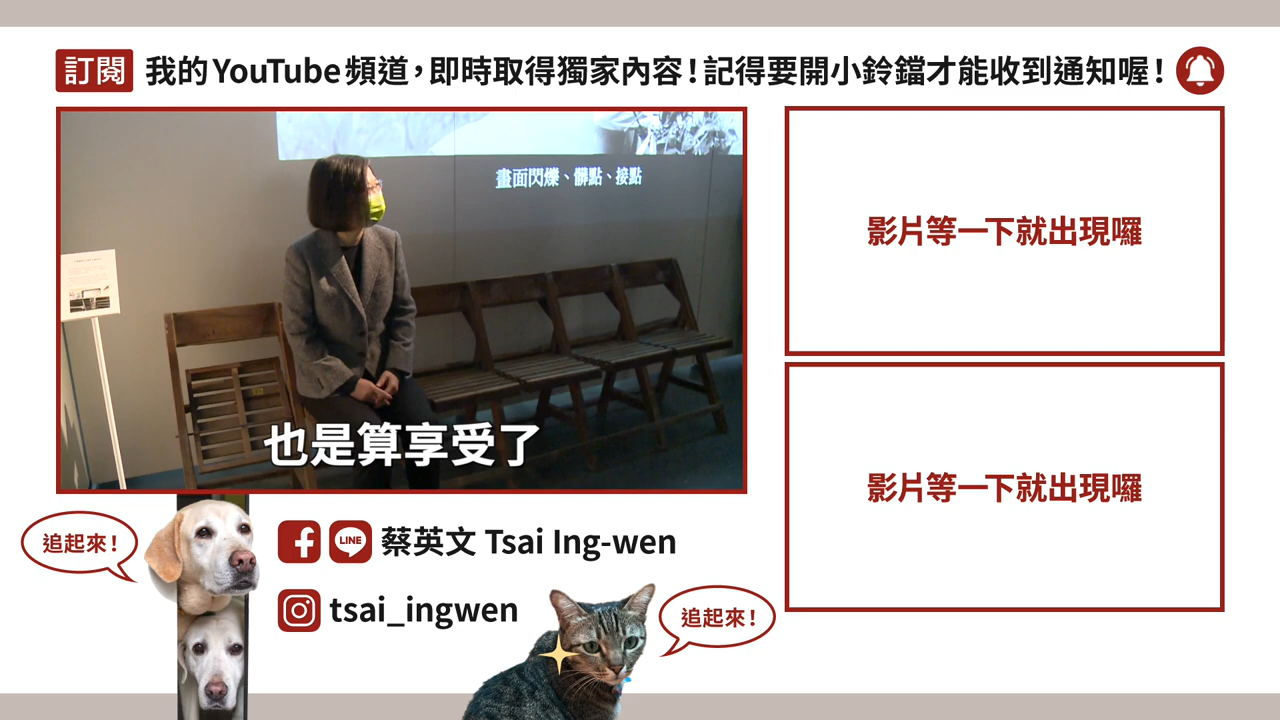 訂閱 我的YouTube頻道，即時取得獨家內容！記得要開小鈴鐺才能收到通知喔！
畫面閃爍、髒點、接點
也是算享受了
影片等一下就出現囉
影片等一下就出現囉
追起來！
LINE
蔡英文 Tsai Ing-wen
tsai_ingwen
追起來！